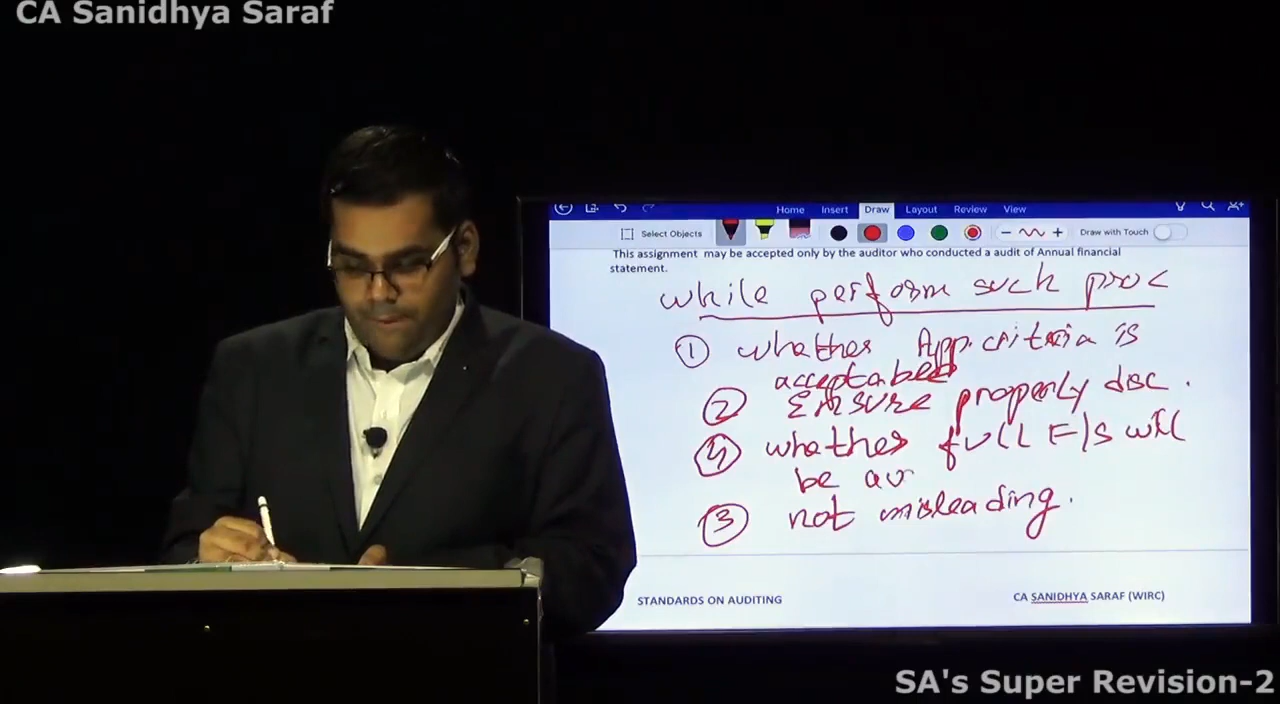 CA Sanidhya Saraf
Home Insert Draw Layout Review View
Select Objects
Draw with Touch
This assignment may be accepted only by the auditor who conducted a audit of Annual financial
statement.
while perform such proc
① whether App. criteria is
acceptable
② Ensure properly disc.
④ whether full F/S will
be av
③ not misleading.
STANDARDS ON AUDITING
CA SANIDHYA SARAF (WIRC)
SA's Super Revision-2